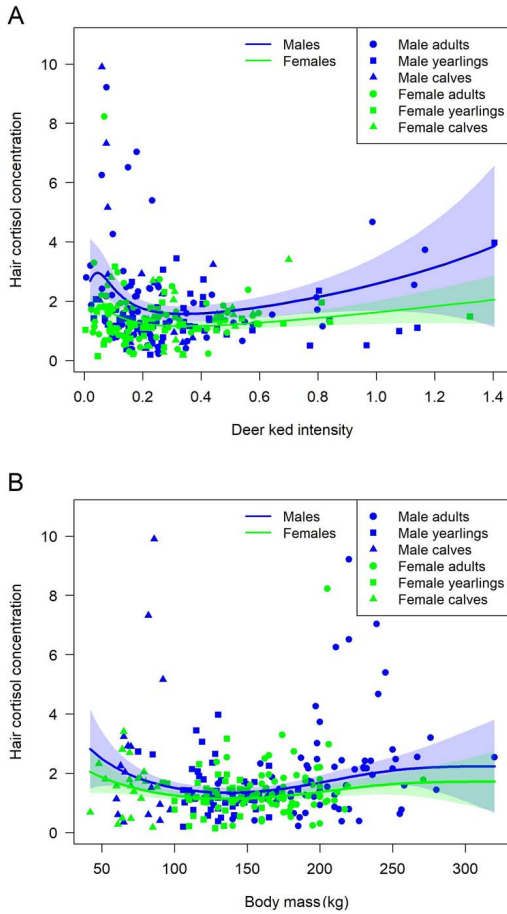 A
Males
Females
Male adults
Male yearlings
Male calves
Female adults
Female yearlings
Female calves
Hair cortisol concentration
10
8
6
4
2
0
0.0 0.2 0.4 0.6 0.8 1.0 1.2 1.4
Deer ked intensity
B
Males
Females
Male adults
Male yearlings
Male calves
Female adults
Female yearlings
Female calves
Hair cortisol concentration
10
8
6
4
2
0
50 100 150 200 250 300
Body mass(kg)